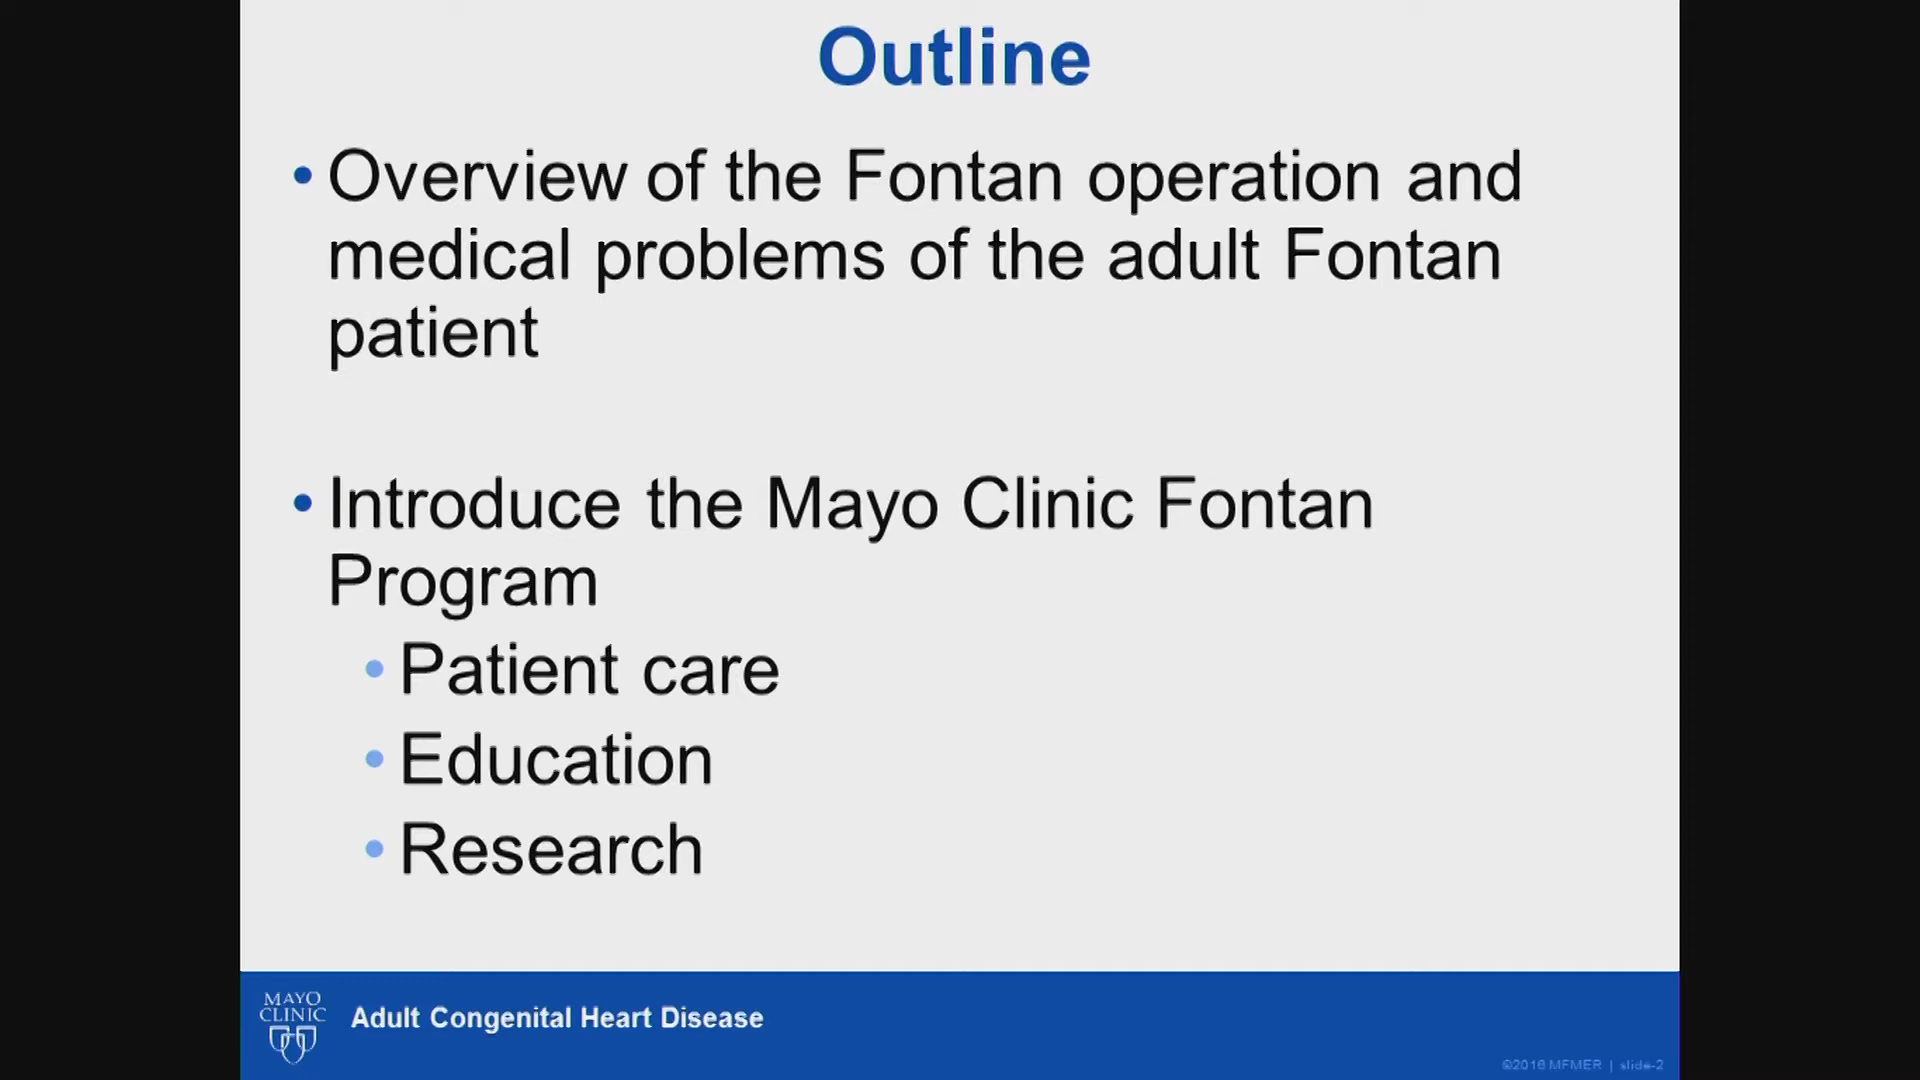 Outline
• Overview of the Fontan operation and
medical problems of the adult Fontan
patient
• Introduce the Mayo Clinic Fontan
Program
• Patient care
• Education
• Research
MAYO
CLINIC
Adult Congenital Heart Disease
©2016 MFMER | slide-2